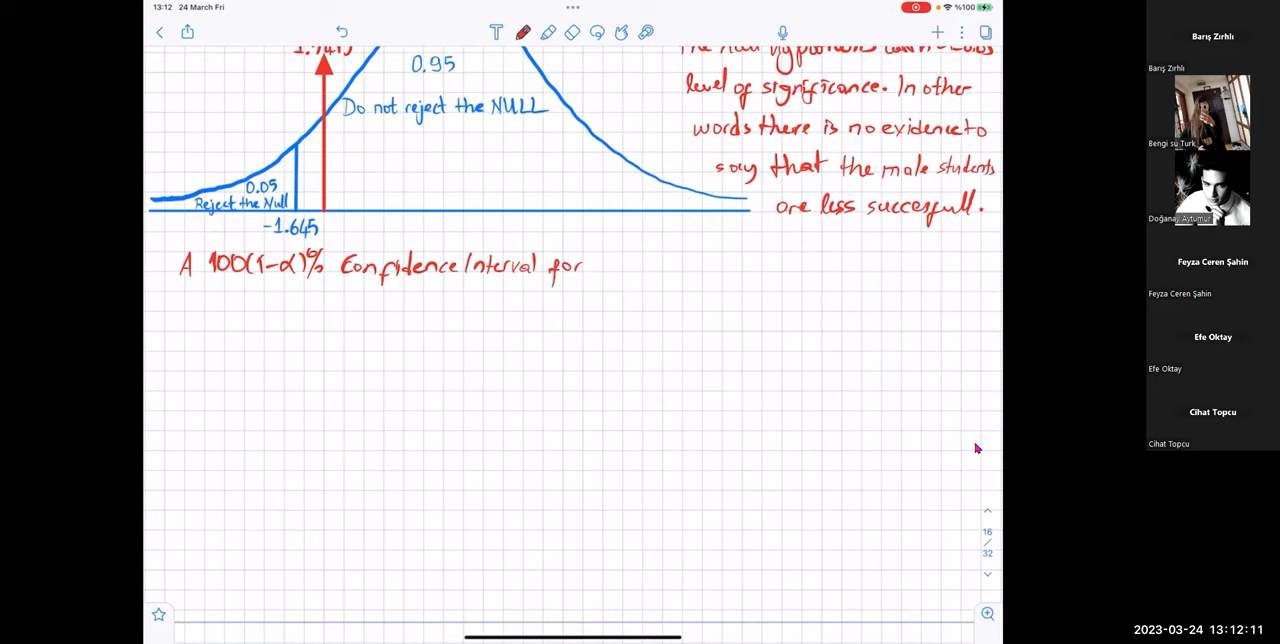 13:12 24 March Fri
%100
T
0.95
Do not reject the NULL
0.05
Reject the Null
-1.645
level of significance. In other
words there is no evidence to
say that the male students
are less succesfull.
A 100(1-α)% Confidence Interval for
16
/
32
Barış Zırhlı
Barış Zırhlı
Bengi su Turk
Doğanay Aytumur
Feyza Ceren Şahin
Feyza Ceren Şahin
Efe Oktay
Efe Oktay
Cihat Topcu
Cihat Topcu
2023-03-24 13:12:11